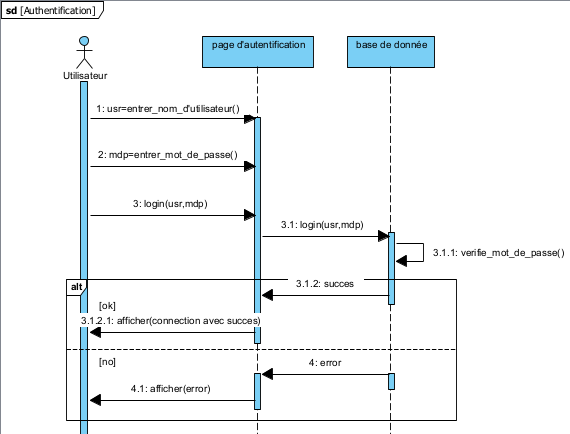 sd [Authentification]
page d'autentification
base de donnée
Utilisateur
1: usr=entrer_nom_d'utilisateur()
2: mdp=entrer_mot_de_passe()
3: login(usr,mdp)
3.1: login(usr,mdp)
3.1.1: verifie_mot_de_passe()
alt
3.1.2: succes
[ok]
3.1.2.1: afficher(connection avec succes)
[no]
4: error
4.1: afficher(error)